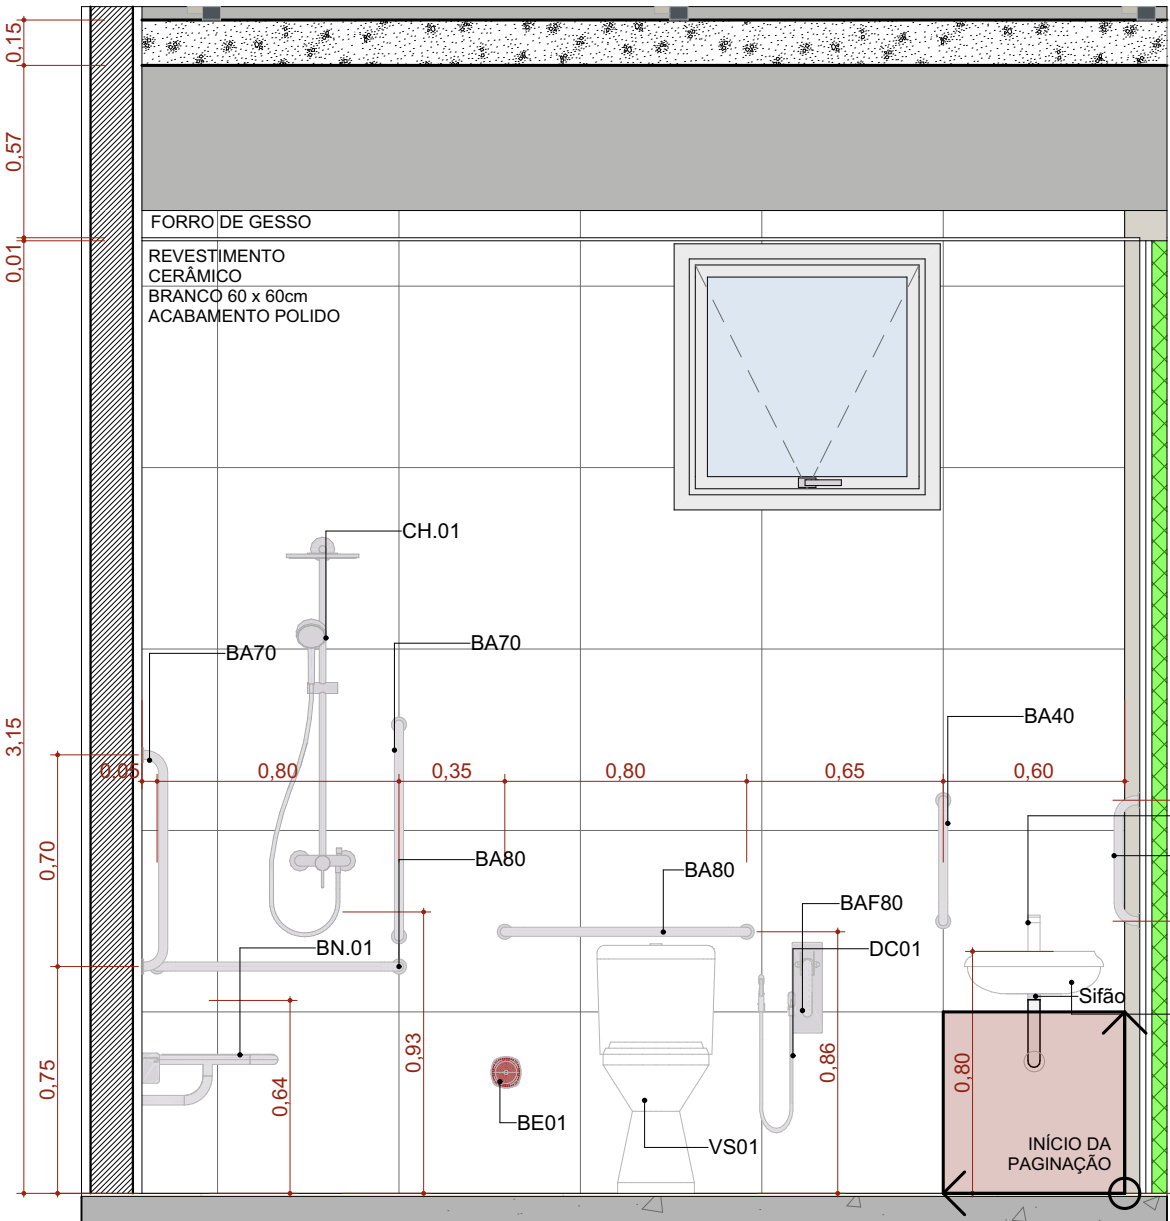 0,15
0,57
FORRO DE GESSO
0,01
REVESTIMENTO
CERÂMICO
BRANCO 60 x 60cm
ACABAMENTO POLIDO
CH.01
BA70
BA70
BA40
3,15
0,05
0,80
0,35
0,80
0,65
0,60
0,70
BA80
BA80
BAF80
BN.01
DC01
Sifão
0,75
0,64
0,93
0,86
0,80
BE01
VS01
INÍCIO DA
PAGINAÇÃO